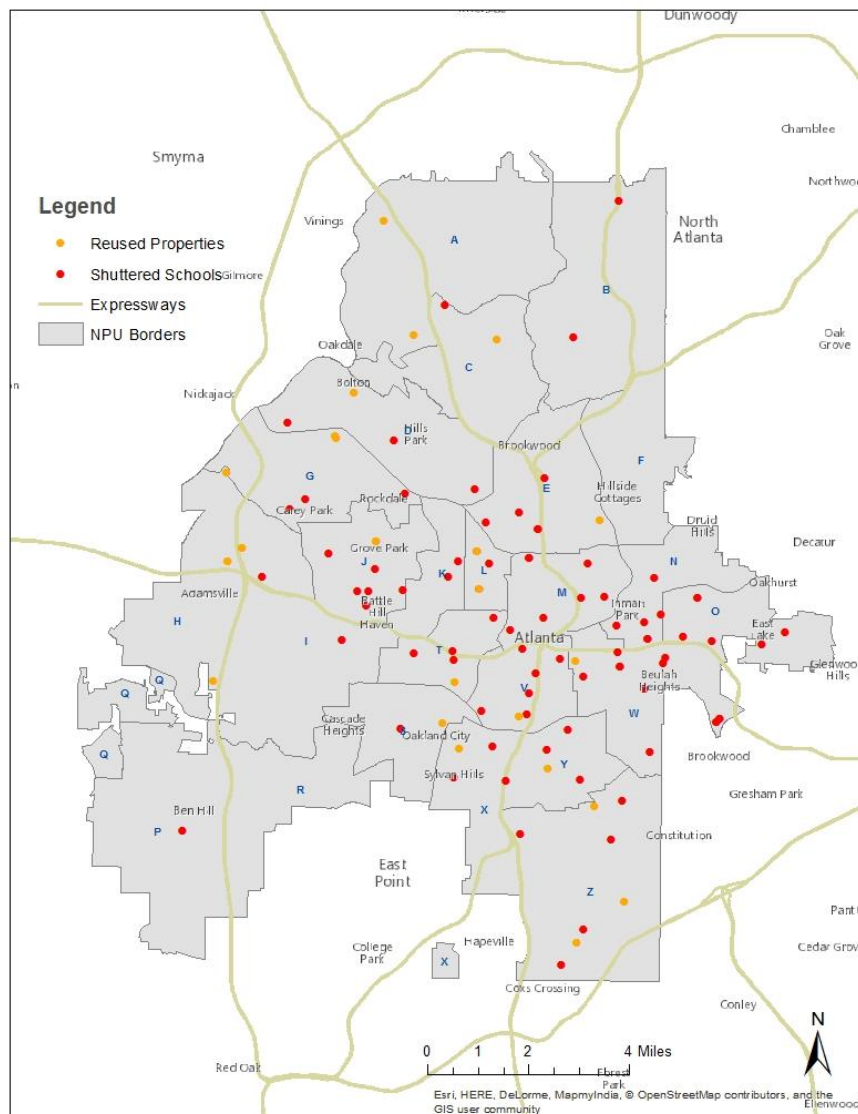 Dunwoody
Chamble
Smyrna
Northwoo
Legend
Vinings
North
Atlanta
Reused Properties
A
Shuttered Schools
Gilmore
B
Expressways
NPU Borders
Oak
Grove
Oakdale
C
Bolton
Nickajack
Hills
Park
D
Brookwood
F
G
E
Hillside
Cottages
Rockdale
Carey Park
Druid
Hills
Decatur
Grove Park
J
K
L
N
Oakhurst
Adamsville
M
Battle
Hill
Haven
Inman
Park
O
H
East
Lake
I
T
Atlanta
Glenwood
Hills
Beulah
Heights
Q
Q
V
W
Cascade
Heights
S
Oakland City
Q
Brookwood
Sylvan Hills
Y
R
Gresham Park
Ben Hill
X
P
Constitution
East
Point
Z
Pant
College
Park
Hapeville
Cedar Grov
X
Coxs Crossing
Conley
N
0 1 2 4 Miles
Red Oak
Forest
Park
Esri, HERE, DeLorme, MapmyIndia, © OpenStreetMap contributors, and the
GIS user community
Ellenwood